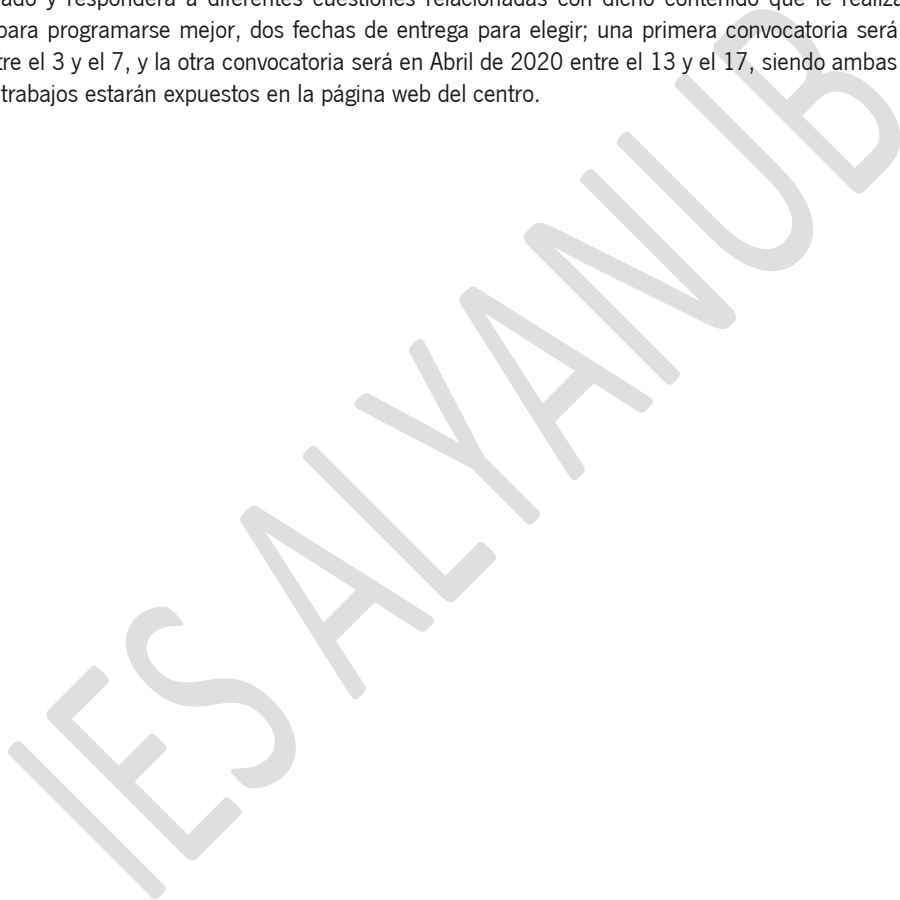 ado y responderá a diferentes cuestiones relacionadas con dicho contenido que le realiza
para programarse mejor, dos fechas de entrega para elegir; una primera convocatoria será
tre el 3 y el 7, y la otra convocatoria será en Abril de 2020 entre el 13 y el 17, siendo ambas
trabajos estarán expuestos en la página web del centro.
IES ALYANUB